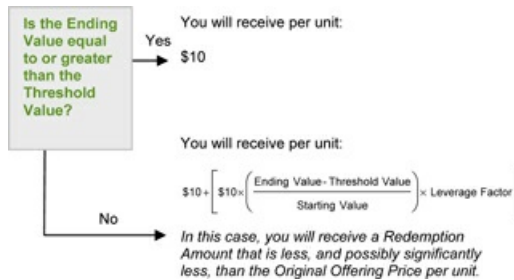 Is the Ending
Value equal
to or greater
than the
Threshold
Value?
Yes
You will receive per unit:
$10
You will receive per unit:
$10+[$10×(Ending Value-Threshold Value
Starting Value)× Leverage Factor
No
In this case, you will receive a Redemption
Amount that is less, and possibly significantly
less, than the Original Offering Price per unit.